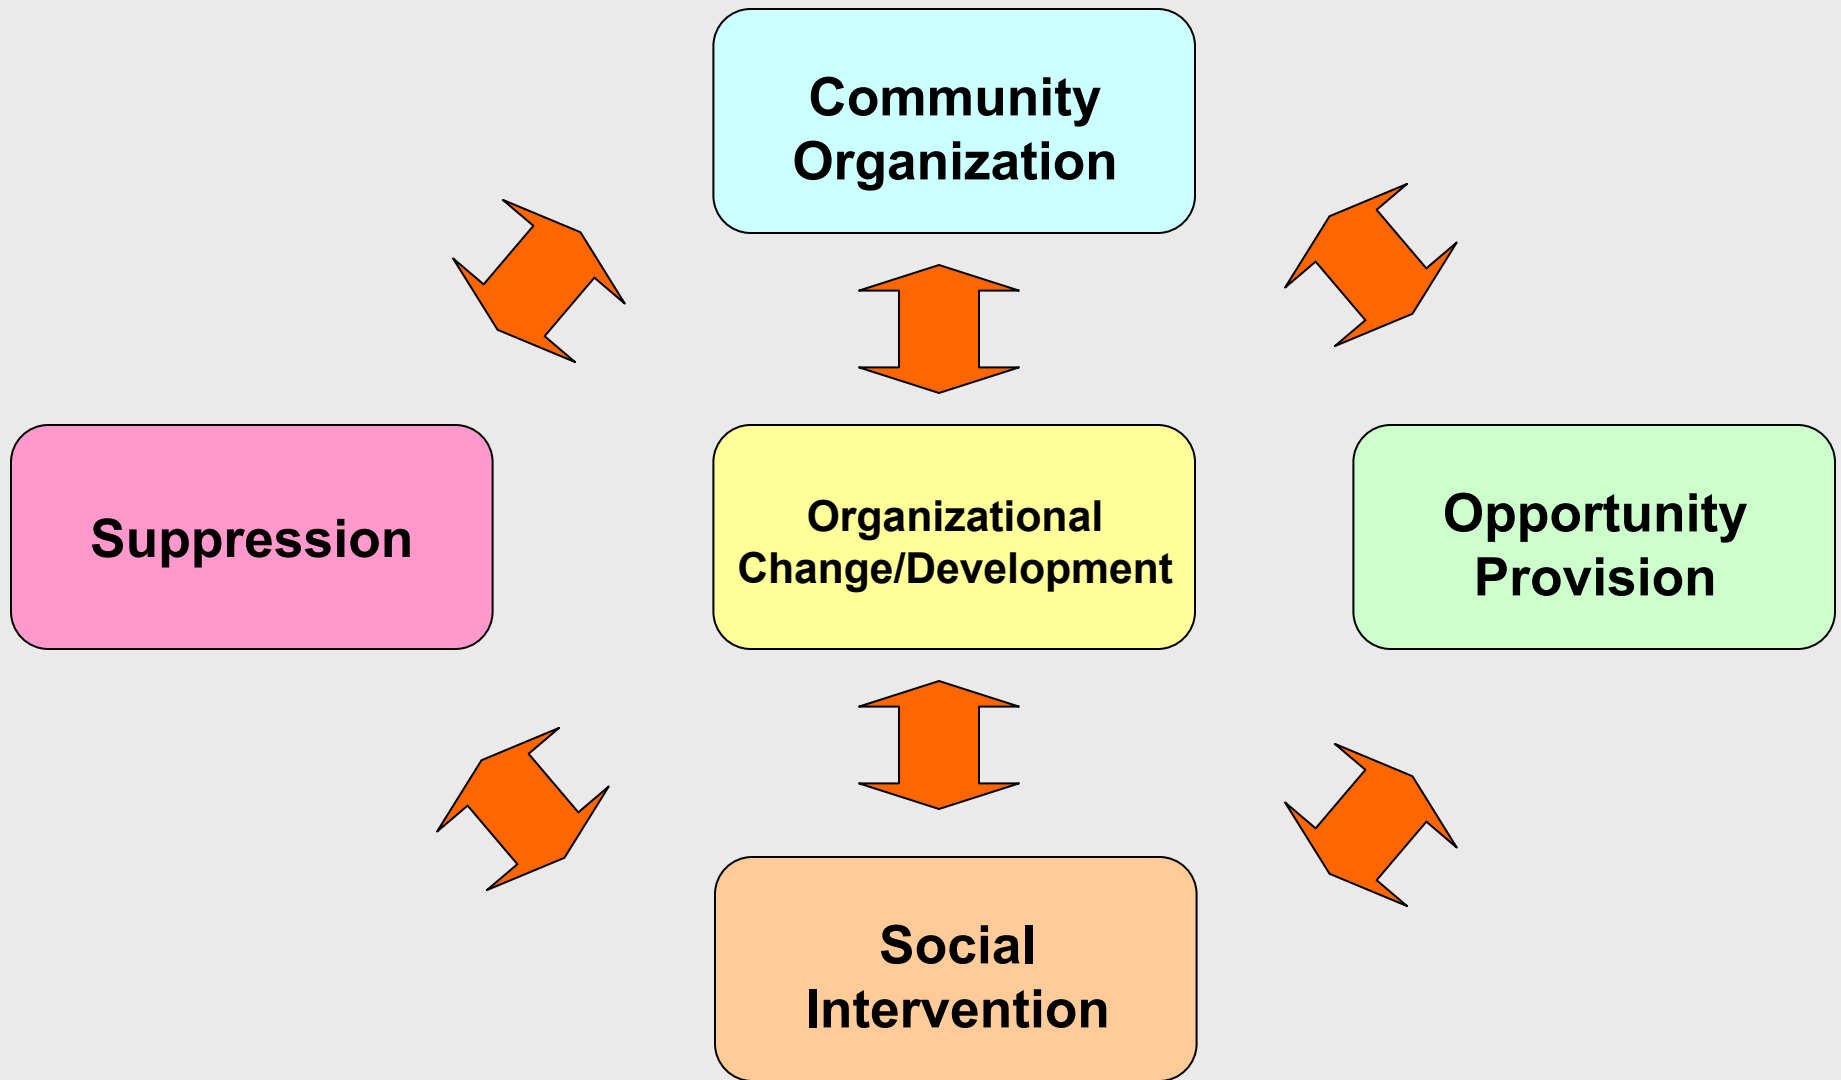 Community
Organization
Suppression
Organizational
Change/Development
Opportunity
Provision
Social
Intervention